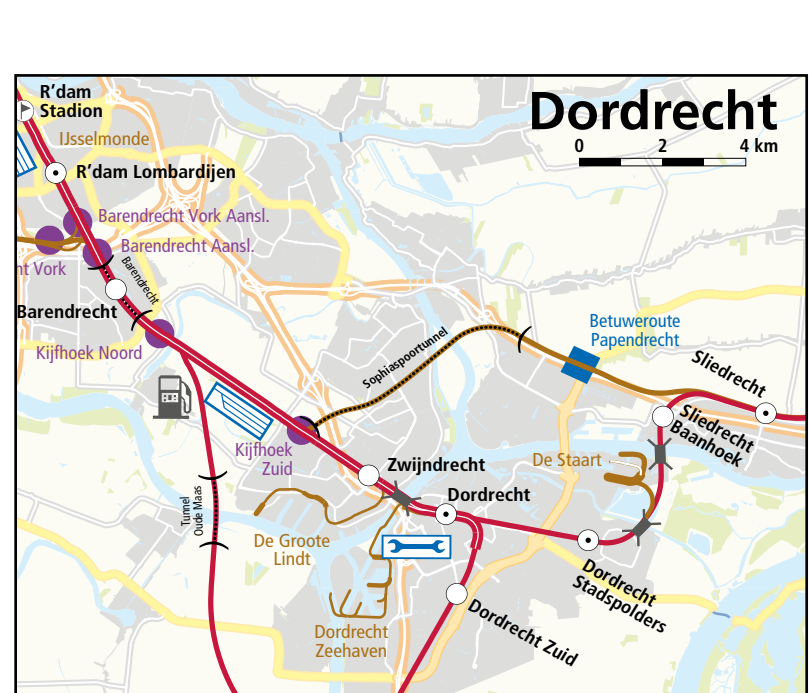 Dordrecht
0 2 4 km
R'dam
Stadion
IJsselmonde
R'dam Lombardijen
Barendrecht Vork Aansl.
Barendrecht Aansl.
nt Vork
Barendrecht
Barendrecht
Kijfhoek Noord
Sophiaspoortunnel
Betuweroute
Papendrecht
Sliedrecht
Sliedrecht
Baanhoek
Kijfhoek
Zuid
Zwijndrecht
De Staart
Dordrecht
Tunnel
Oude Maas
De Groote
Lindt
Dordrecht
Stadspolders
Dordrecht Zuid
Dordrecht
Zeehaven